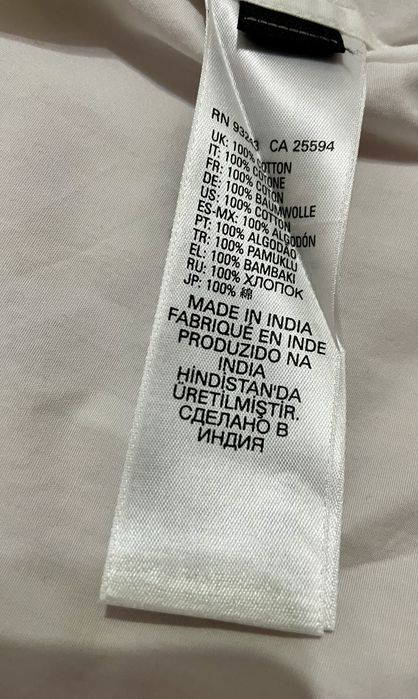 CA 25594
UK: 100% COTTON
IT: 100% COTONE
FR: 100% COTON
DE: 100% BAUMWOLLE
US: 100% COTTON
ES-MX: 100% ALGODÓN
PT: 100% ALGODÃO
TR: 100% PAMUKLU
EL: 100% BAMBAKI
RU: 100% ХЛОПОК
JP: 100% 綿
MADE IN INDIA
FABRIQUÉ EN INDE
PRODUZIDO NA
INDIA
HİNDİSTAN'DA
ÜRETİLMİŞTİR.
СДЕЛАНО В
ИНДИЯ